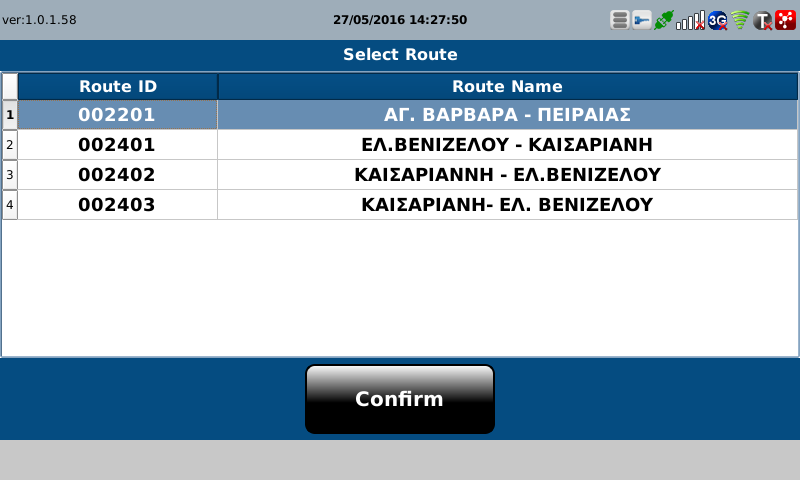 ver:1.0.1.58 27/05/2016 14:27:50 3G T
Select Route
Route ID Route Name
1 002201 ΑΓ. ΒΑΡΒΑΡΑ - ΠΕΙΡΑΙΑΣ
2 002401 ΕΛ.ΒΕΝΙΖΕΛΟΥ - ΚΑΙΣΑΡΙΑΝΗ
3 002402 ΚΑΙΣΑΡΙΑΝΝΗ - ΕΛ.ΒΕΝΙΖΕΛΟΥ
4 002403 ΚΑΙΣΑΡΙΑΝΗ- ΕΛ. ΒΕΝΙΖΕΛΟΥ
Confirm